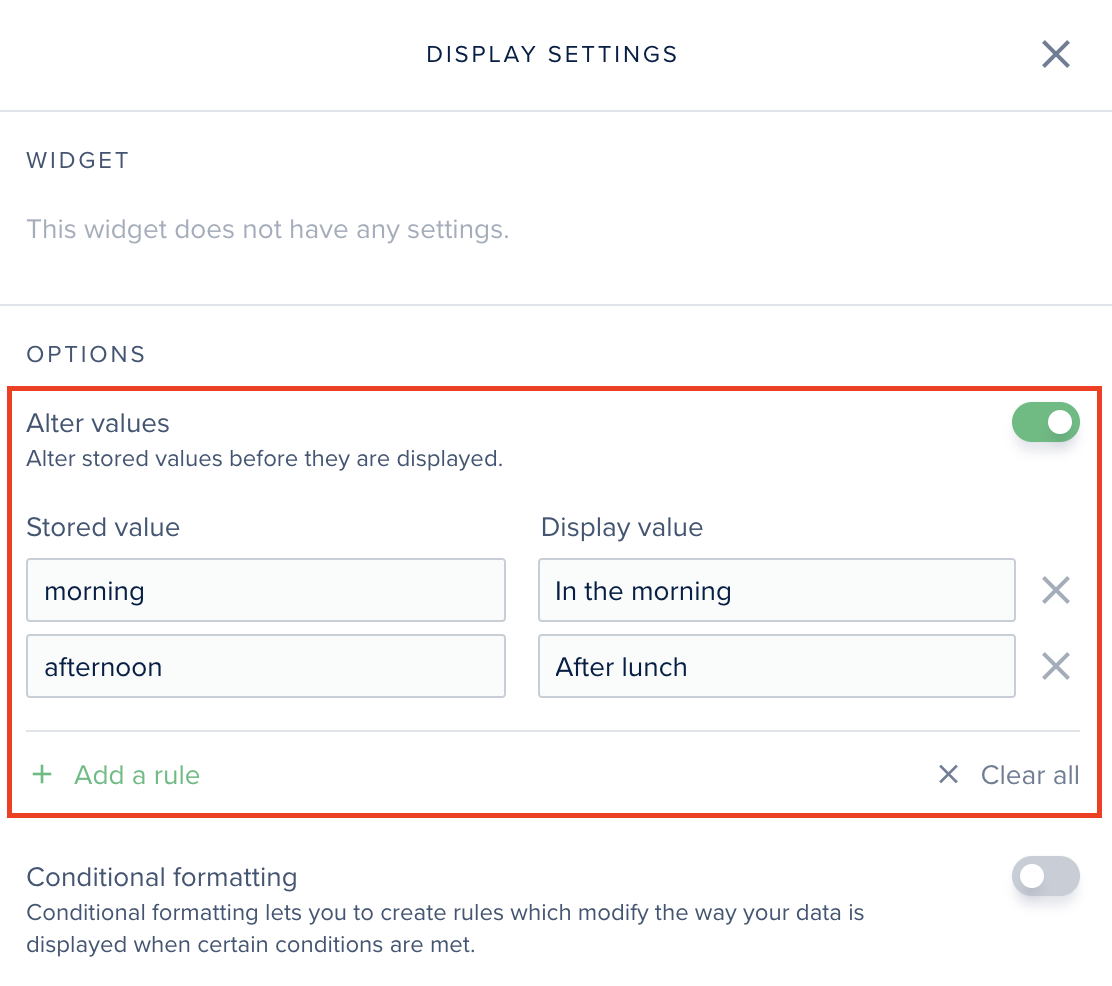 DISPLAY SETTINGS
WIDGET
This widget does not have any settings.
OPTIONS
Alter values
Alter stored values before they are displayed.
Stored value Display value
morning In the morning
afternoon After lunch
+ Add a rule Clear all
Conditional formatting
Conditional formatting lets you to create rules which modify the way your data is
displayed when certain conditions are met.